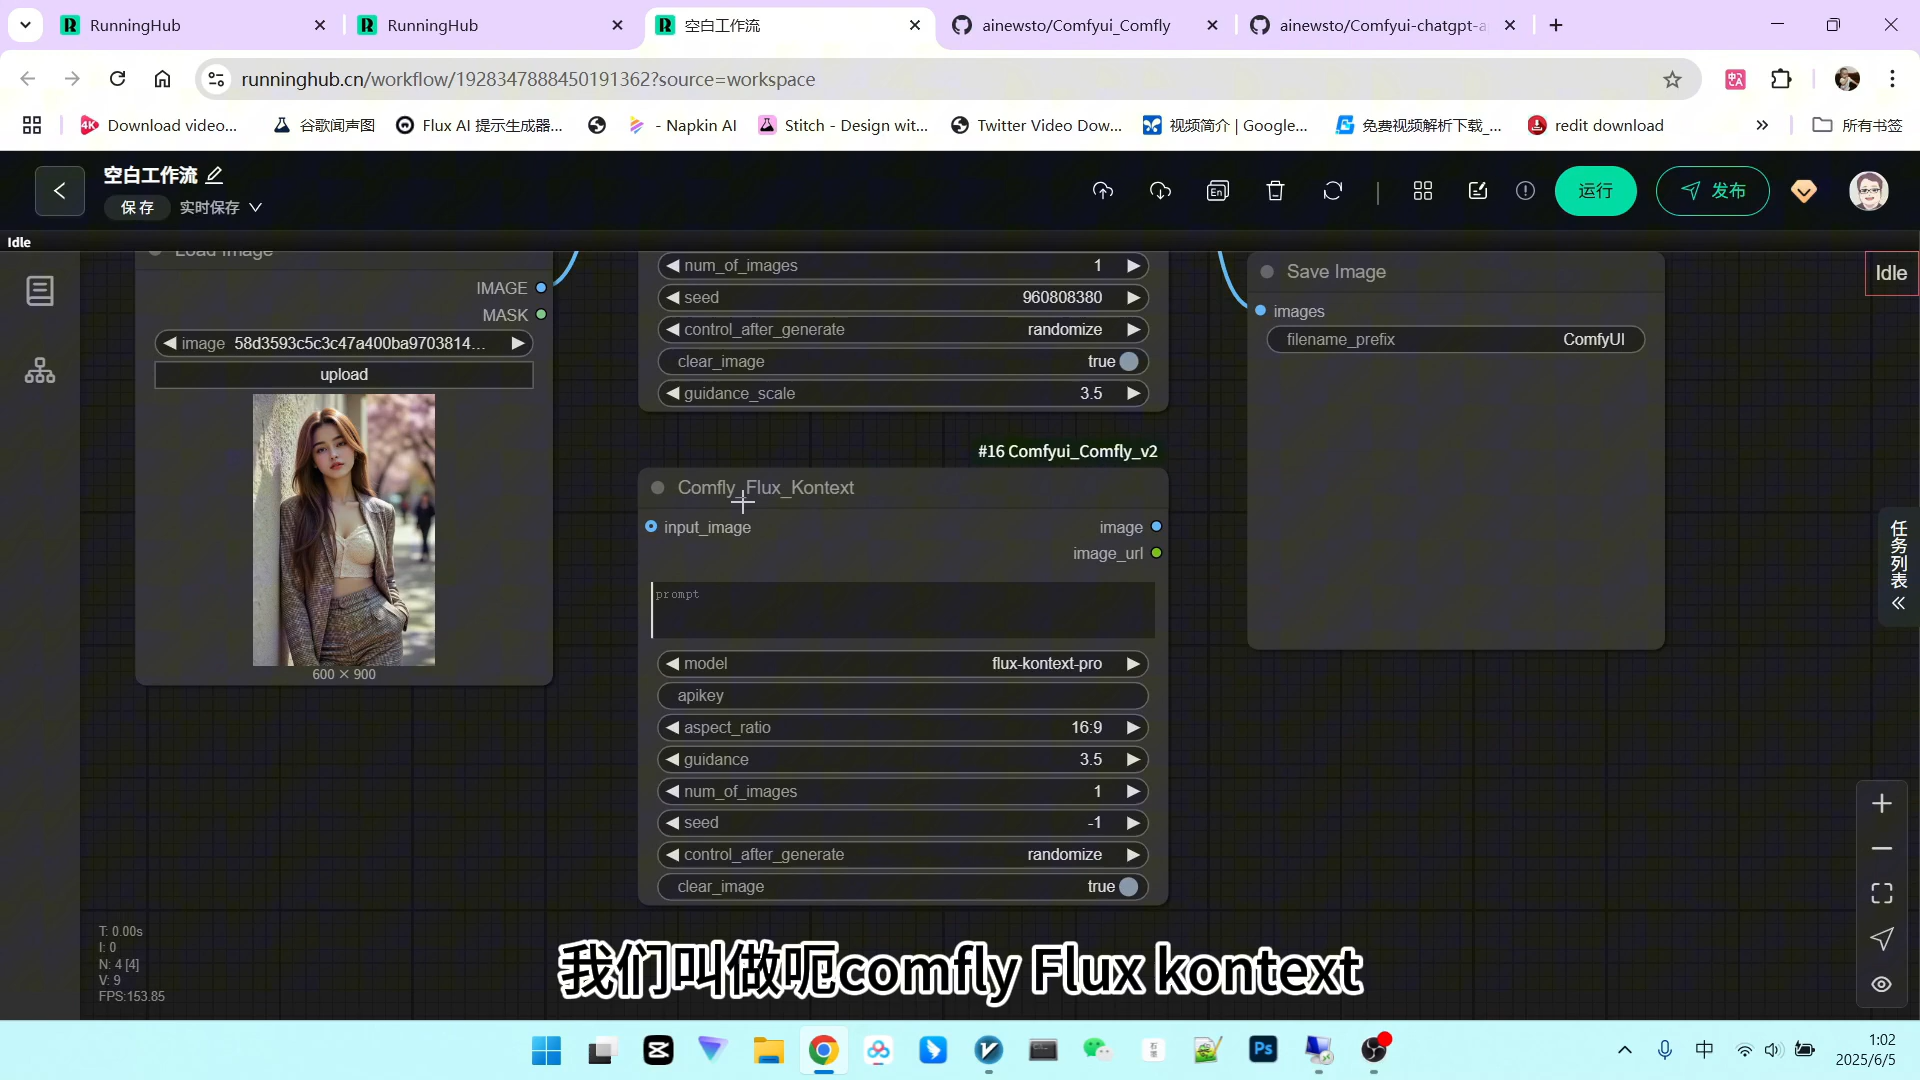 RunningHub
RunningHub
空白工作流
ainewsto/Comfyui_Comfly
ainewsto/Comfyui-chatgpt-a
runninghub.cn/workflow/1928347888450191362?source=workspace
Download video...
谷歌闻声图
Flux AI 提示生成器...
- Napkin AI
Stitch - Design wit...
Twitter Video Dow...
视频简介 | Google...
免费视频解析下载_...
redit download
所有书签
空白工作流
保存
实时保存
En
运行
发布
Idle
Idle
Load Image
IMAGE
MASK
image 58d3593c5c3c47a400ba9703814...
upload
600 × 900
num_of_images 1
seed 960808380
control_after_generate randomize
clear_image true
guidance_scale 3.5
#16 Comfyui_Comfly_v2
Comfly_Flux_Kontext
input_image
image
image_url
prompt
model flux-kontext-pro
apikey
aspect_ratio 16:9
guidance 3.5
num_of_images 1
seed -1
control_after_generate randomize
clear_image true
Save Image
images
filename_prefix ComfyUI
任务列表
T: 0.00s
I: 0
N: 4 [4]
V: 9
FPS:153.85
我们叫做呃comfly Flux kontext
Ps
中
1:02
2025/6/5